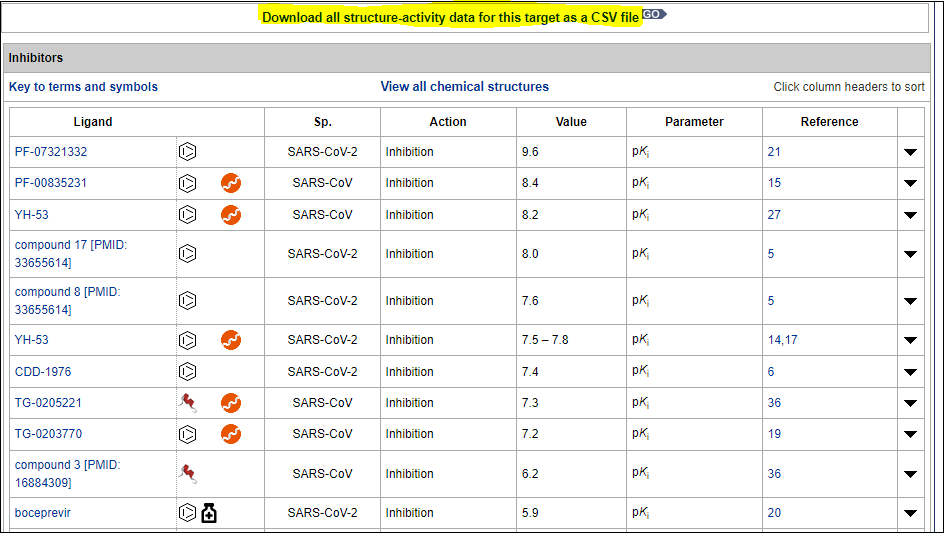 Download all structure-activity data for this target as a CSV file GO
Inhibitors
Key to terms and symbols View all chemical structures Click column headers to sort
Ligand Sp. Action Value Parameter Reference
PF-07321332 SARS-CoV-2 Inhibition 9.6 pKi 21
PF-00835231 SARS-CoV Inhibition 8.4 pKi 15
YH-53 SARS-CoV Inhibition 8.2 pKi 27
compound 17 [PMID:
33655614] SARS-CoV-2 Inhibition 8.0 pKi 5
compound 8 [PMID:
33655614] SARS-CoV-2 Inhibition 7.6 pKi 5
YH-53 SARS-CoV-2 Inhibition 7.5 – 7.8 pKi 14,17
CDD-1976 SARS-CoV-2 Inhibition 7.4 pKi 6
TG-0205221 SARS-CoV Inhibition 7.3 pKi 36
TG-0203770 SARS-CoV Inhibition 7.2 pKi 19
compound 3 [PMID:
16884309] SARS-CoV Inhibition 6.2 pKi 36
boceprevir SARS-CoV-2 Inhibition 5.9 pKi 20